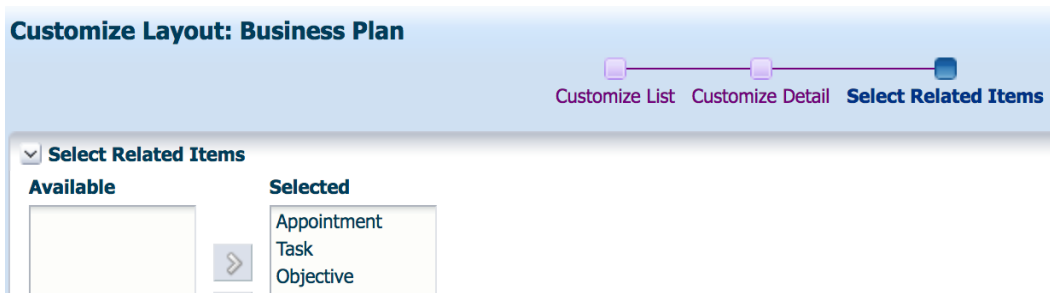 Customize Layout: Business Plan
Customize List Customize Detail Select Related Items
Select Related Items
Available Selected
Appointment
Task
Objective